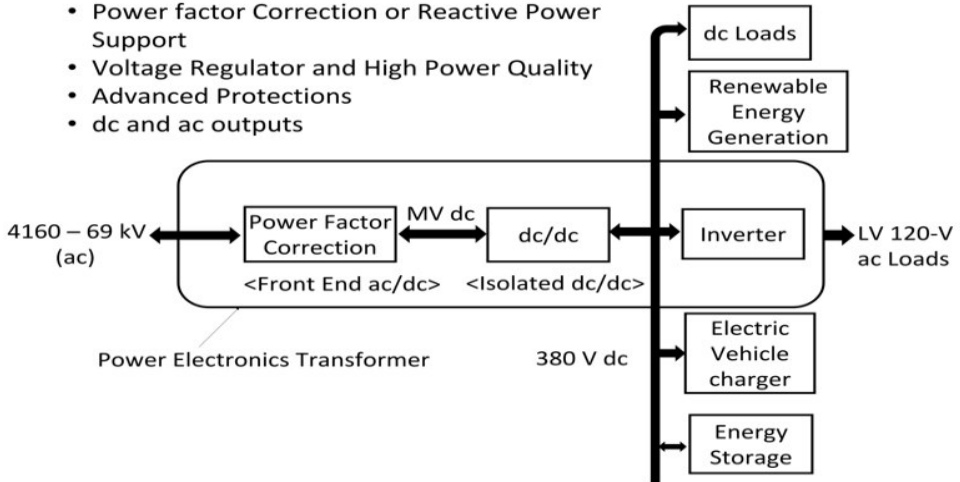 • Power factor Correction or Reactive Power
Support
• Voltage Regulator and High Power Quality
• Advanced Protections
• dc and ac outputs
dc Loads
Renewable
Energy
Generation
4160 – 69 kV
(ac)
Power Factor
Correction
MV dc
dc/dc
Inverter
LV 120-V
ac Loads
<Front End ac/dc>
<Isolated dc/dc>
Power Electronics Transformer
380 V dc
Electric
Vehicle
charger
Energy
Storage